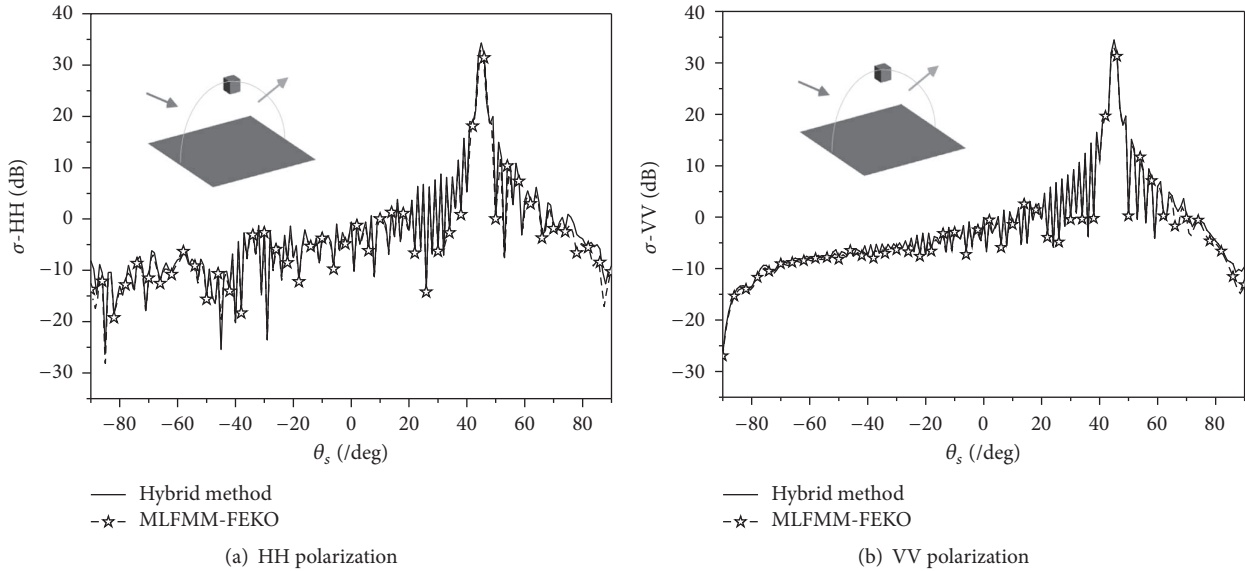 40
30
20
10
0
−10
−20
−30
σ-HH (dB)
−80 −60 −40 −20 0 20 40 60 80
θs (/deg)
Hybrid method
MLFMM-FEKO
(a) HH polarization
40
30
20
10
0
−10
−20
−30
σ-VV (dB)
−80 −60 −40 −20 0 20 40 60 80
θs (/deg)
Hybrid method
MLFMM-FEKO
(b) VV polarization